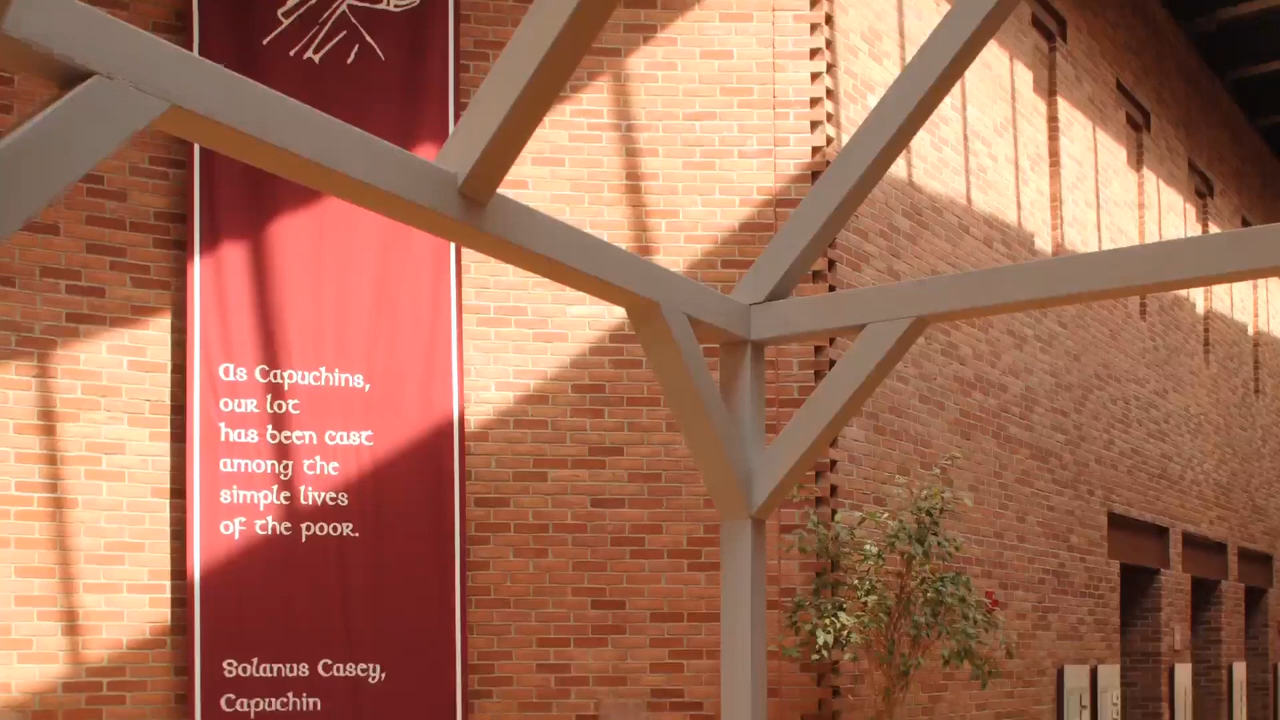 As Capuchins,
our lot
has been cast
among the
simple lives
of the poor.
Solanus Casey,
Capuchin